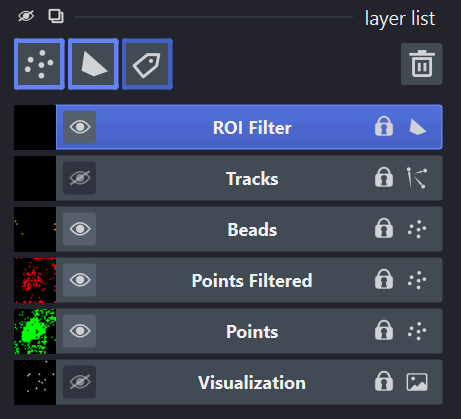 layer list
ROI Filter
Tracks
Beads
Points Filtered
Points
Visualization